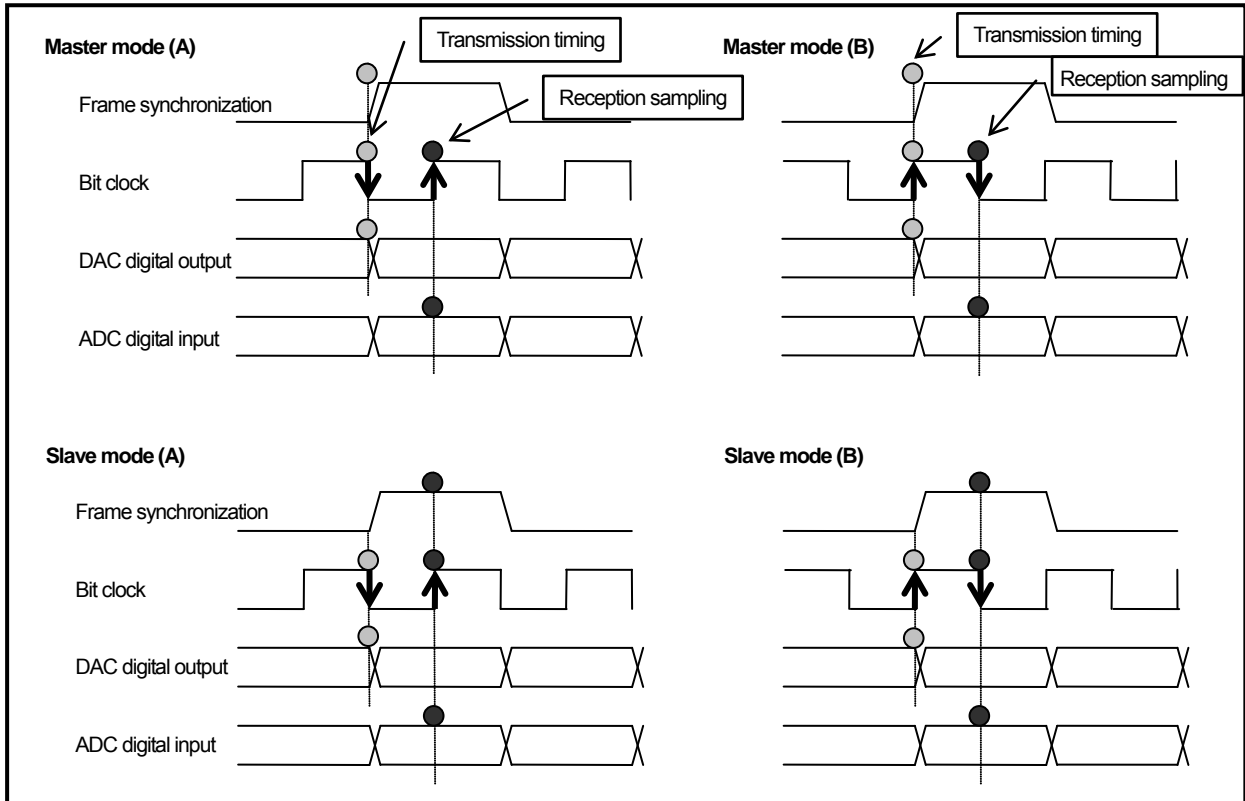 Master mode (A)
Transmission timing
Reception sampling
Frame synchronization
Bit clock
DAC digital output
ADC digital input
Master mode (B)
Transmission timing
Reception sampling
Slave mode (A)
Frame synchronization
Bit clock
DAC digital output
ADC digital input
Slave mode (B)